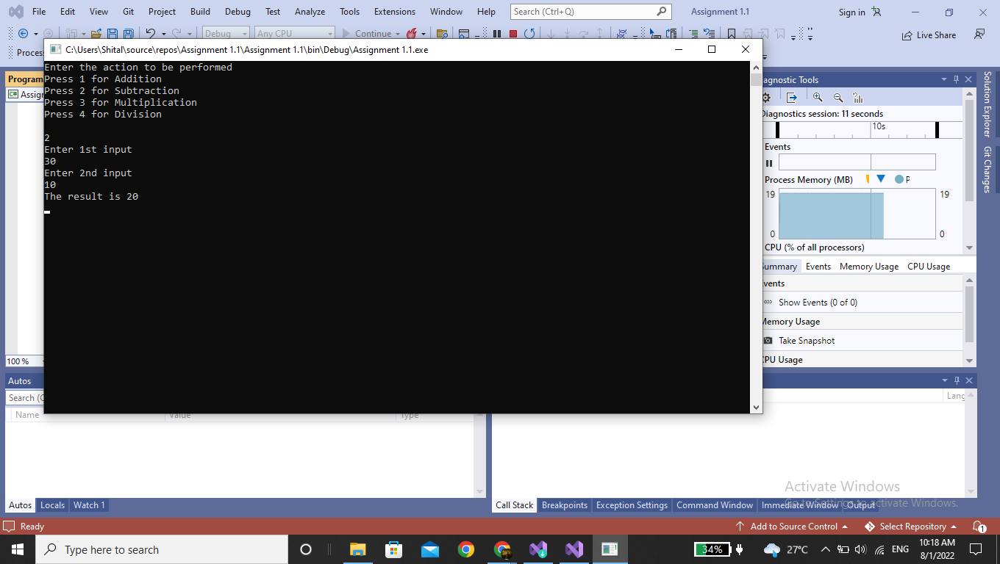 File Edit View Git Project Build Debug Test Analyze Tools Extensions Window Help Search (Ctrl+Q) Assignment 1.1 Sign in
Debug Any CPU Continue Live Share
Process
C:\Users\Shital\source\repos\Assignment 1.1\Assignment 1.1\bin\Debug\Assignment 1.1.exe
Enter the action to be performed
Press 1 for Addition
Press 2 for Subtraction
Press 3 for Multiplication
Press 4 for Division
2
Enter 1st input
30
Enter 2nd input
10
The result is 20
Program
C# Assign
100 %
agnostic Tools
Diagnostics session: 11 seconds
10s
Events
Process Memory (MB) P
19 19
0 0
CPU (% of all processors)
Summary Events Memory Usage CPU Usage
vents
Show Events (0 of 0)
Memory Usage
Take Snapshot
CPU Usage
Solution Explorer
Git Changes
Autos
Search (C
Name Value Type
Lang
Autos Locals Watch 1
Call Stack Breakpoints Exception Settings Command Window Immediate Window Output
Activate Windows
Go to Settings to activate Windows.
Ready Add to Source Control Select Repository 1
Type here to search 34% 27°C ENG 10:18 AM
8/1/2022